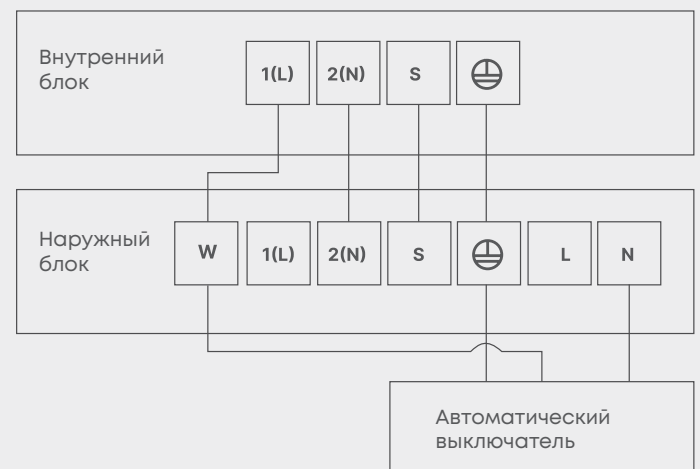 Внутренний
блок
1(L) 2(N) S
Наружный
блок
W 1(L) 2(N) S L N
Автоматический
выключатель